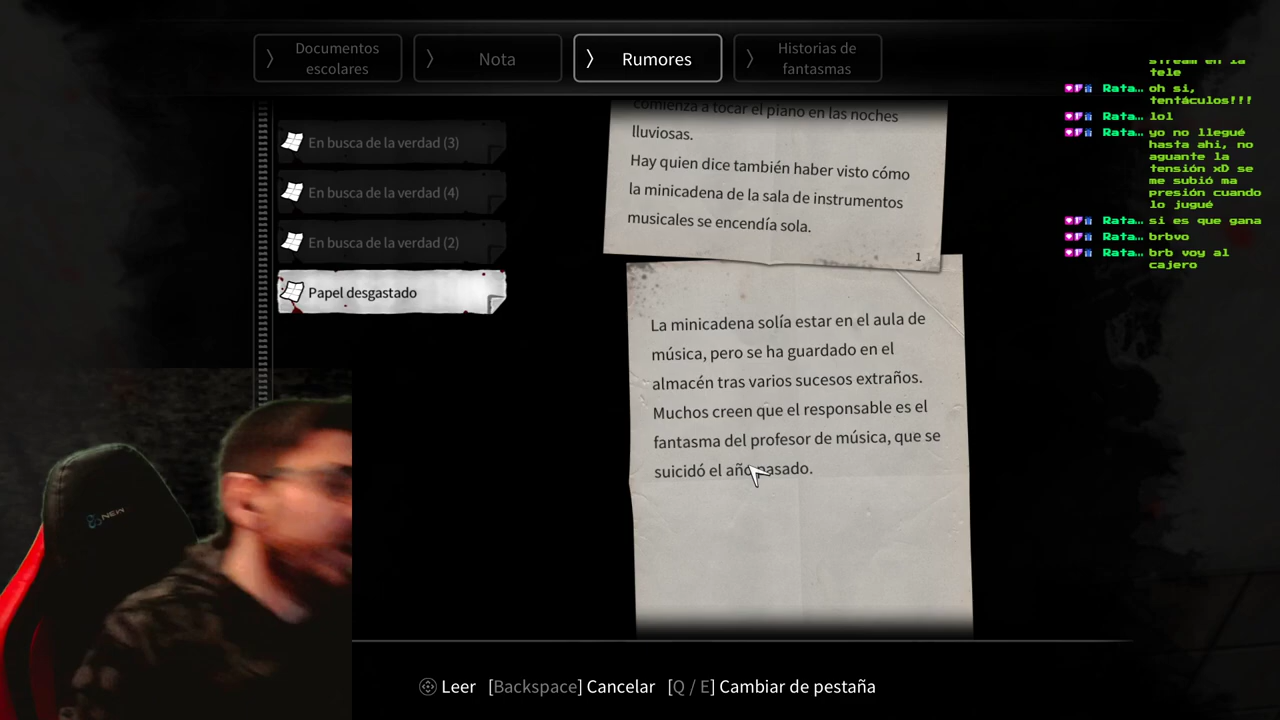 Documentos
escolares
Nota
Rumores
Historias de
fantasmas
En busca de la verdad (3)
En busca de la verdad (4)
En busca de la verdad (2)
Papel desgastado
comienza a tocar el piano en las noches
lluviosas.
Hay quien dice también haber visto cómo
la minicadena de la sala de instrumentos
musicales se encendía sola.
1
La minicadena solía estar en el aula de
música, pero se ha guardado en el
almacén tras varios sucesos extraños.
Muchos creen que el responsable es el
fantasma del profesor de música, que se
suicidó el año pasado.
stream en la
tele
Rata… oh si,
tentáculos!!!
Rata… lol
Rata… yo no llegué
hasta ahi, no
aguante la
tensión xD se
me subió ma
presión cuando
lo jugué
Rata… si es que gana
Rata… brbvo
Rata… brb voy al
cajero
NEW
Leer [Backspace] Cancelar [Q / E] Cambiar de pestaña